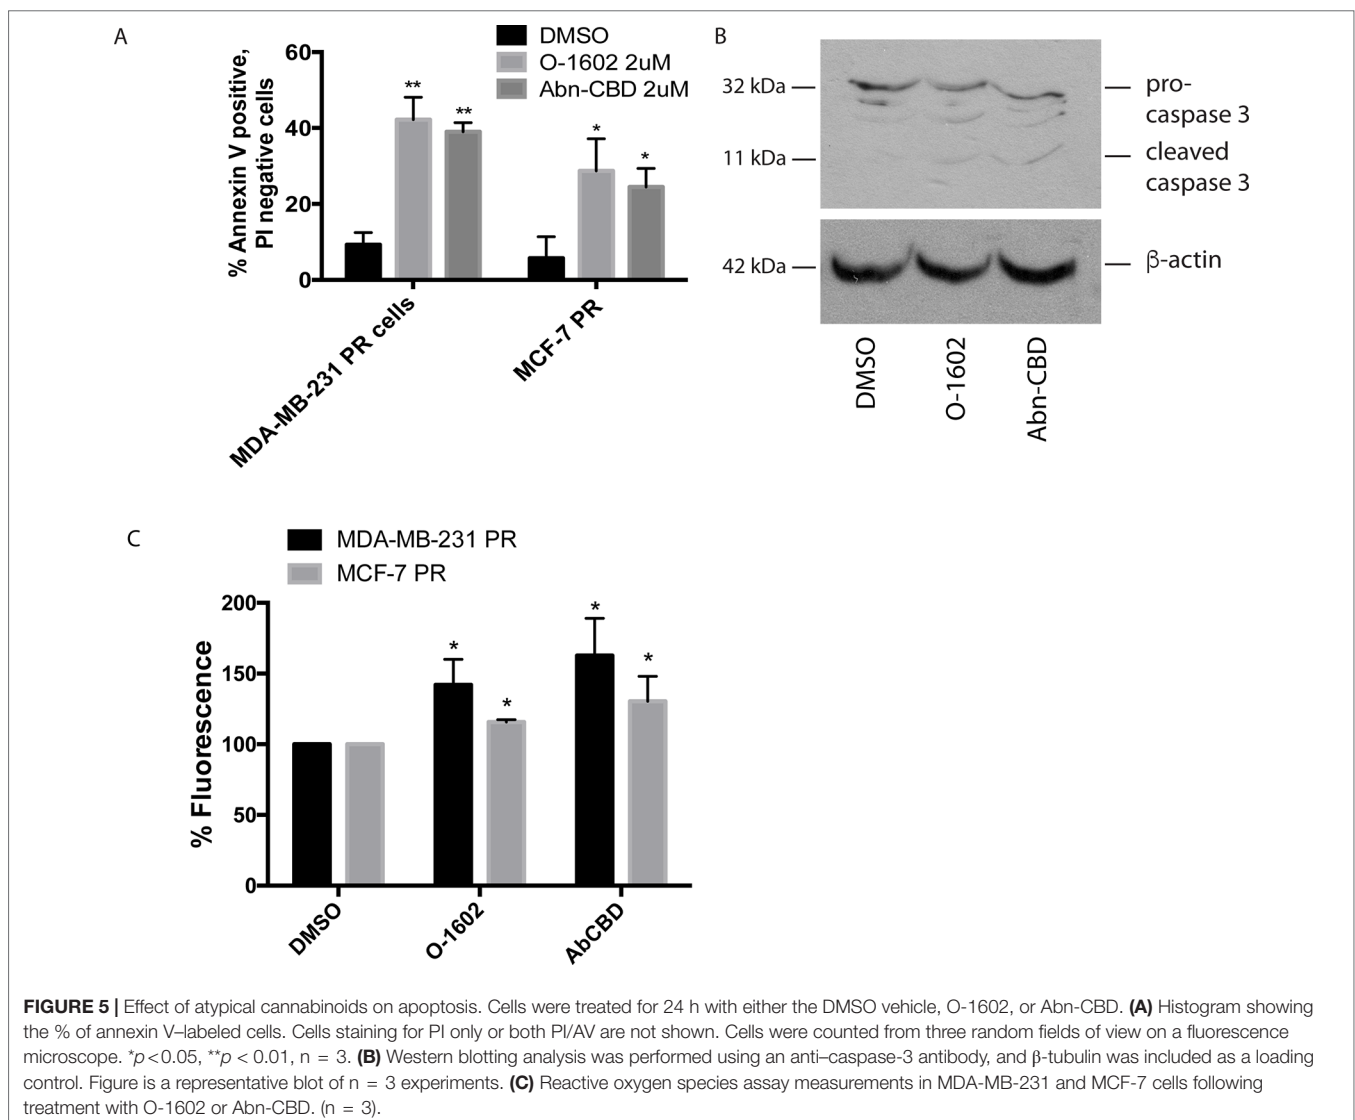 A
DMSO
O-1602 2uM
Abn-CBD 2uM
% Annexin V positive,
PI negative cells
60
40
20
0
**
**
*
*
MDA-MB-231 PR cells
MCF-7 PR
B
32 kDa
11 kDa
42 kDa
pro-
caspase 3
cleaved
caspase 3
β-actin
DMSO
O-1602
Abn-CBD
C
MDA-MB-231 PR
MCF-7 PR
% Fluorescence
200
150
100
50
0
*
*
*
*
DMSO
O-1602
AbCBD
FIGURE 5 | Effect of atypical cannabinoids on apoptosis. Cells were treated for 24 h with either the DMSO vehicle, O-1602, or Abn-CBD. (A) Histogram showing
the % of annexin V–labeled cells. Cells staining for PI only or both PI/AV are not shown. Cells were counted from three random fields of view on a fluorescence
microscope. *p <0.05, **p < 0.01, n = 3. (B) Western blotting analysis was performed using an anti–caspase-3 antibody, and β-tubulin was included as a loading
control. Figure is a representative blot of n = 3 experiments. (C) Reactive oxygen species assay measurements in MDA-MB-231 and MCF-7 cells following
treatment with O-1602 or Abn-CBD. (n = 3).